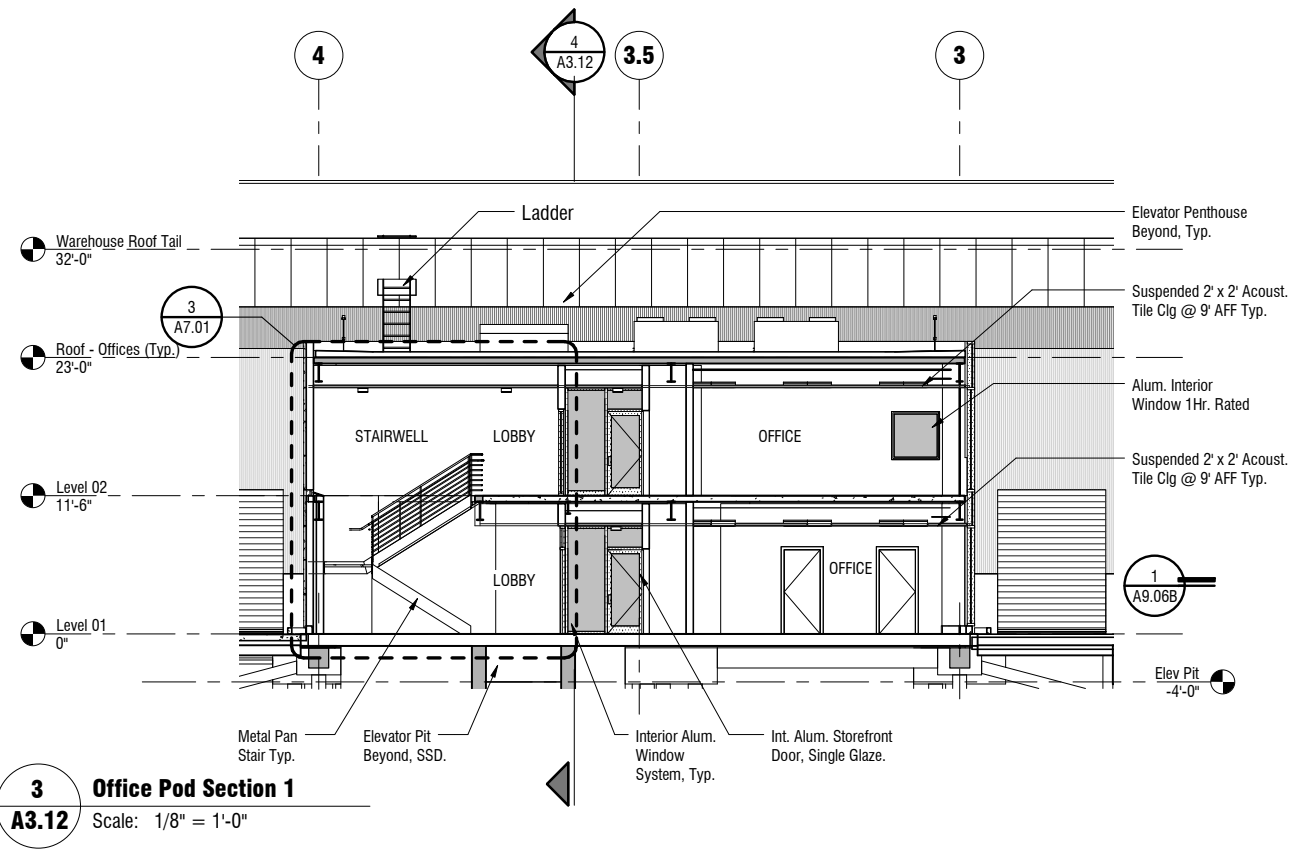 4
4
A3.12
3.5
3
Ladder
Elevator Penthouse
Beyond, Typ.
Warehouse Roof Tail
32'-0"
Suspended 2' x 2' Acoust.
Tile Clg @ 9' AFF Typ.
3
A7.01
Roof - Offices (Typ.)
23'-0"
Alum. Interior
Window 1Hr. Rated
STAIRWELL
LOBBY
OFFICE
Suspended 2' x 2' Acoust.
Tile Clg @ 9' AFF Typ.
Level 02
11'-6"
LOBBY
OFFICE
1
A9.06B
Level 01
0"
Elev Pit
-4'-0"
Metal Pan
Stair Typ.
Elevator Pit
Beyond, SSD.
Interior Alum.
Window
System, Typ.
Int. Alum. Storefront
Door, Single Glaze.
3
A3.12
Office Pod Section 1
Scale: 1/8" = 1'-0"